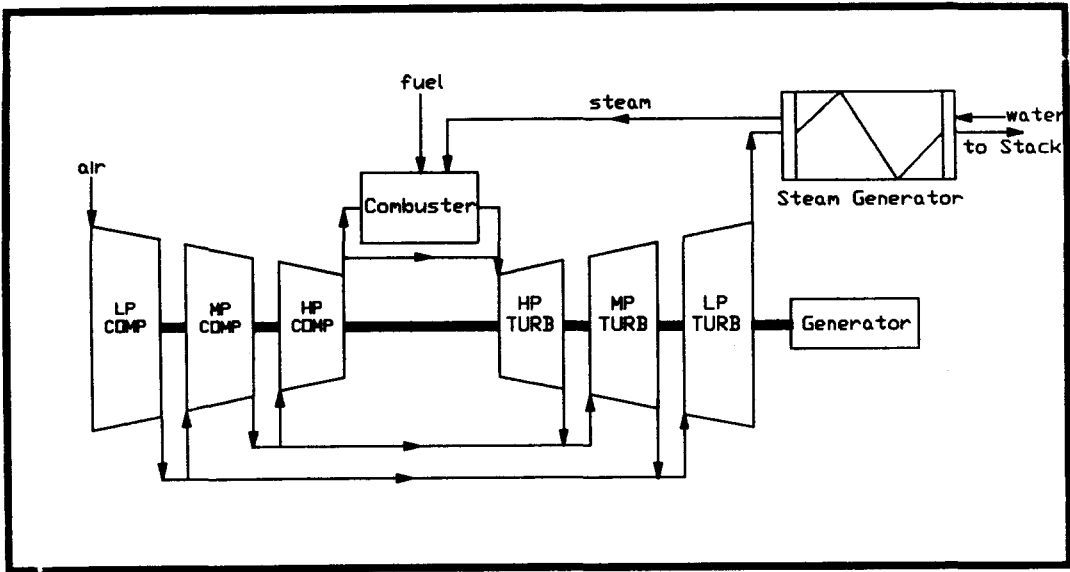 fuel
steam
water
to Stack
Steam Generator
air
Combuster
LP
COMP
MP
COMP
HP
COMP
HP
TURB
MP
TURB
LP
TURB
Generator